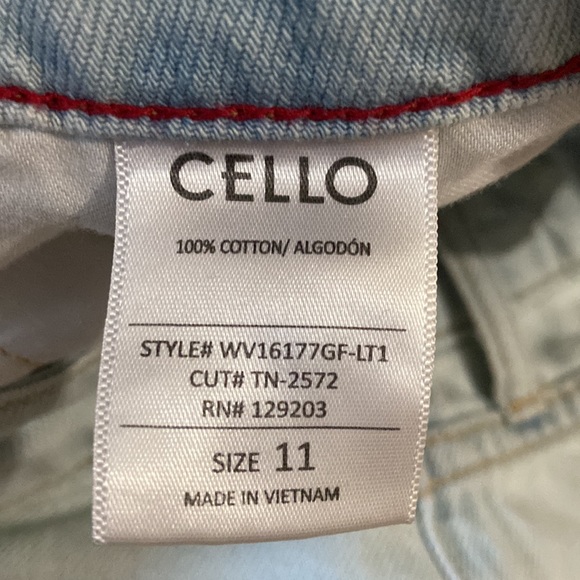 CELLO
100% COTTON/ ALGODÓN
STYLE# WV16177GF-LT1
CUT# TN-2572
RN# 129203
SIZE 11
MADE IN VIETNAM